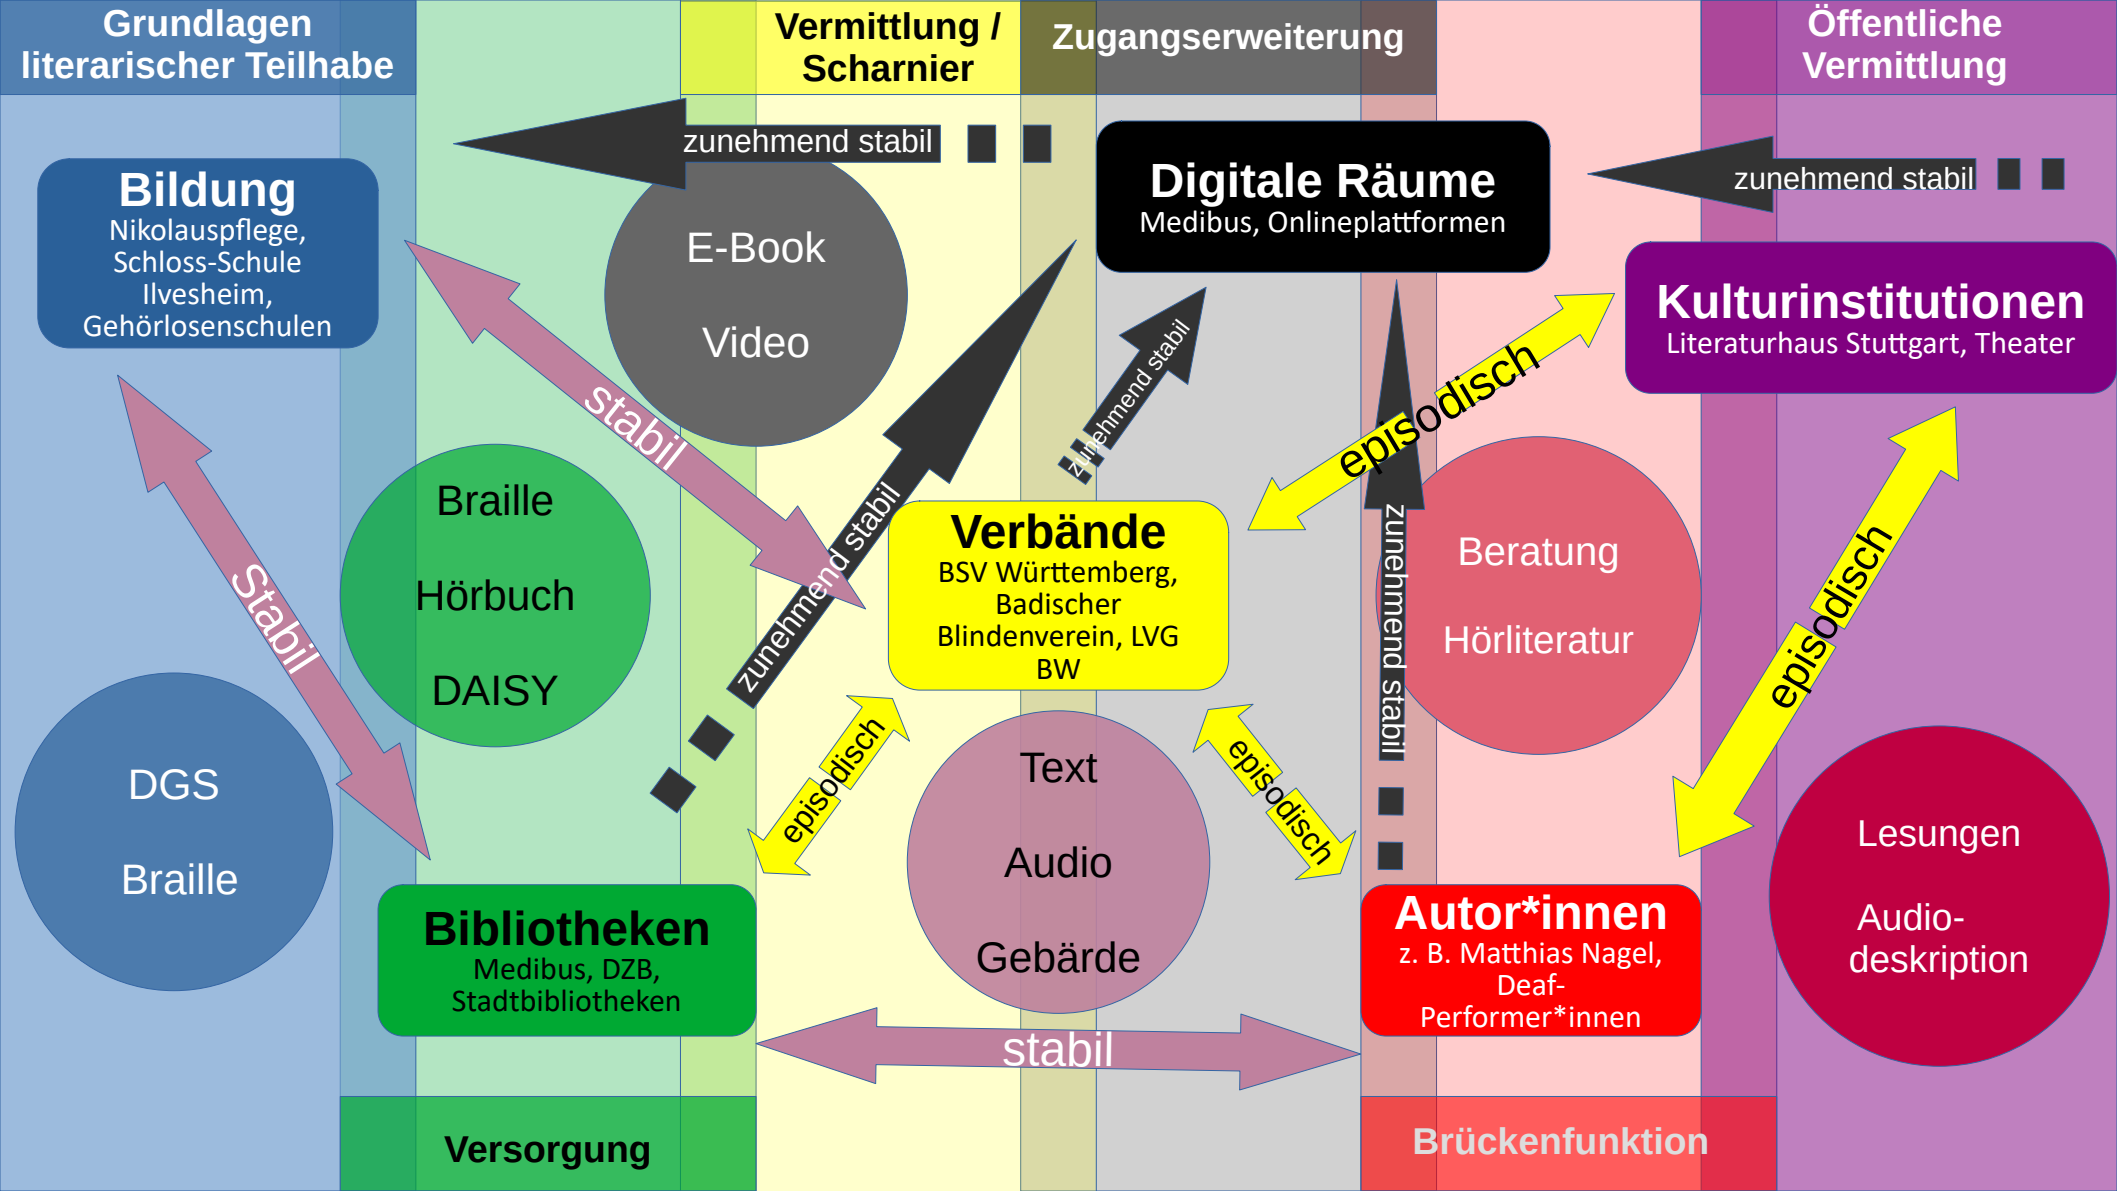 Grundlagen
literarischer Teilhabe
Vermittlung /
Scharnier
Zugangserweiterung
Öffentliche
Vermittlung
zunehmend stabil
zunehmend stabil
Bildung
Nikolauspflege,
Schloss-Schule
Ilvesheim,
Gehörlosenschulen
E-Book
Video
Digitale Räume
Medibus, Onlineplattformen
Kulturinstitutionen
Literaturhaus Stuttgart, Theater
stabil
zunehmend stabil
zunehmend stabil
episodisch
Stabil
Braille
Hörbuch
DAISY
Verbände
BSV Württemberg,
Badischer
Blindenverein, LVG
BW
zunehmend stabil
Beratung
Hörliteratur
episodisch
DGS
Braille
episodisch
Text
Audio
Gebärde
episodisch
Lesungen
Audio-
deskription
Bibliotheken
Medibus, DZB,
Stadtbibliotheken
Autor*innen
z. B. Matthias Nagel,
Deaf-
Performer*innen
stabil
Versorgung
Brückenfunktion